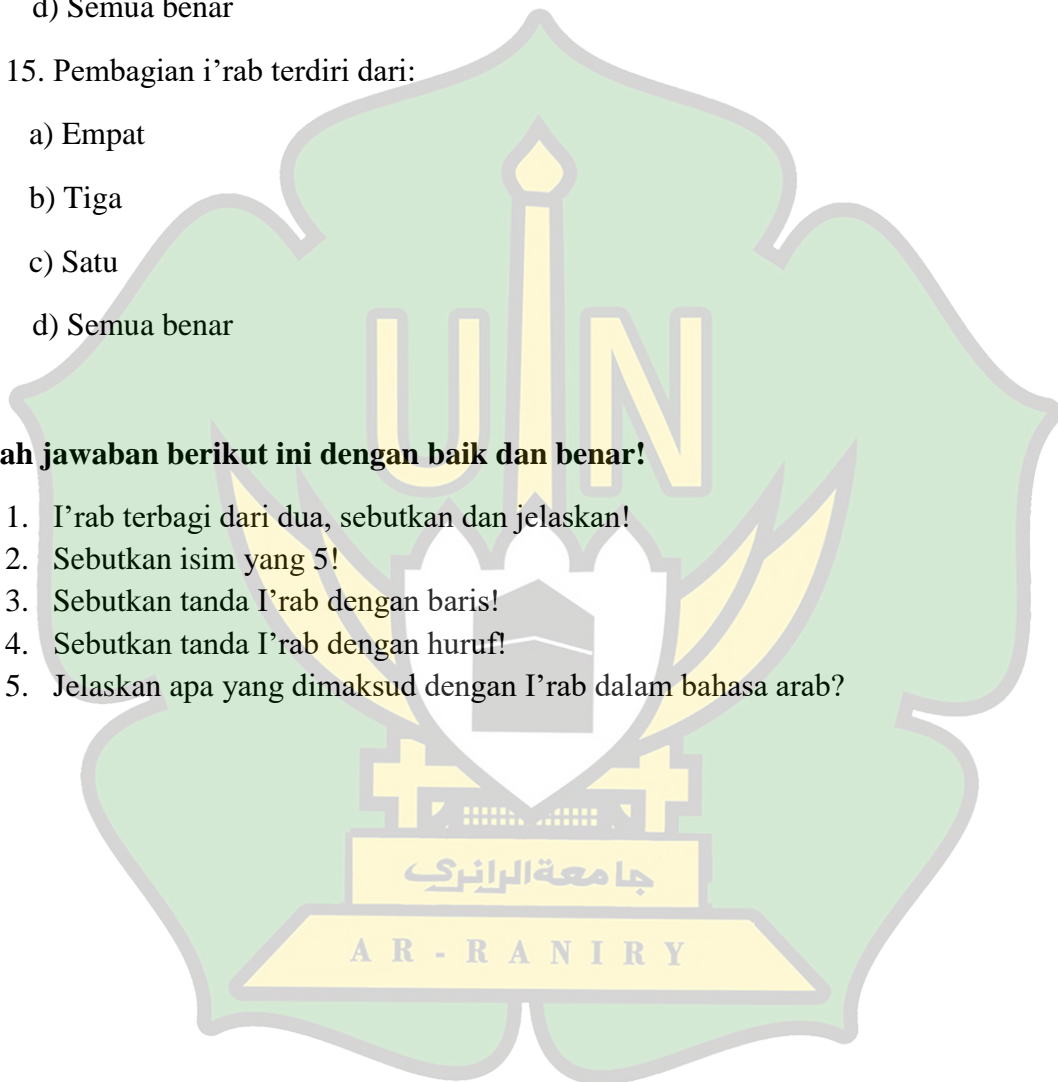 d) Semua benar
15. Pembagian i’rab terdiri dari:
a) Empat
b) Tiga
c) Satu
d) Semua benar
ah jawaban berikut ini dengan baik dan benar!
1. I’rab terbagi dari dua, sebutkan dan jelaskan!
2. Sebutkan isim yang 5!
3. Sebutkan tanda I’rab dengan baris!
4. Sebutkan tanda I’rab dengan huruf!
5. Jelaskan apa yang dimaksud dengan I’rab dalam bahasa arab?
UIN
جامعة الرانري
AR-RANIRY